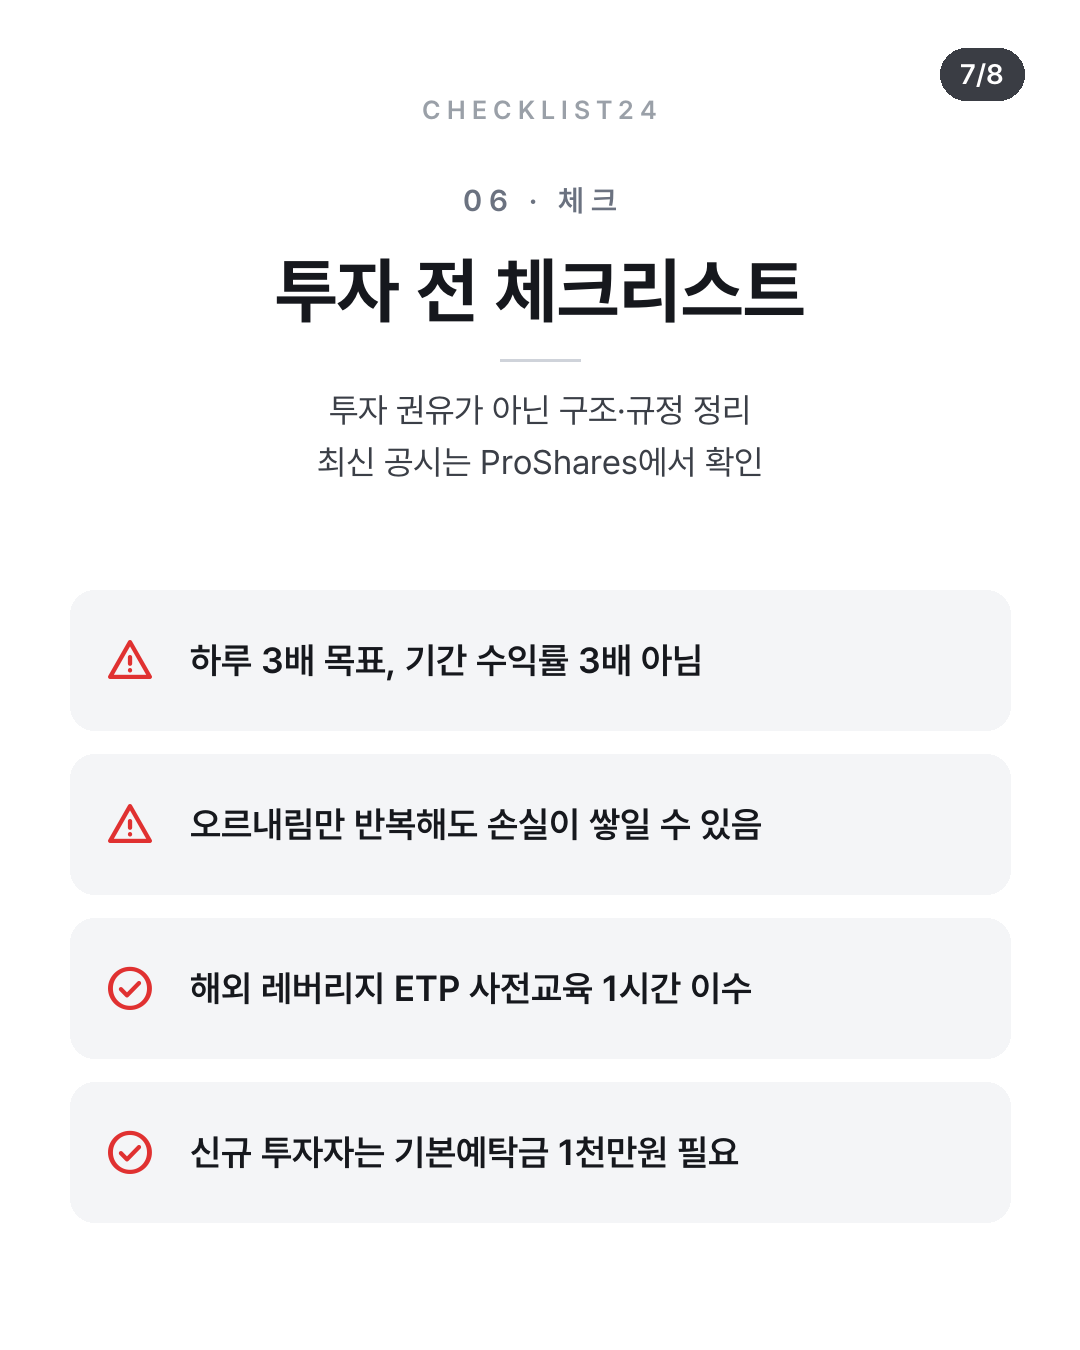 7/8
CHECKLIST24
06 · 체크
투자 전 체크리스트
투자 권유가 아닌 구조·규정 정리
최신 공시는 ProShares에서 확인
하루 3배 목표, 기간 수익률 3배 아님
오르내림만 반복해도 손실이 쌓일 수 있음
해외 레버리지 ETP 사전교육 1시간 이수
신규 투자자는 기본예탁금 1천만원 필요